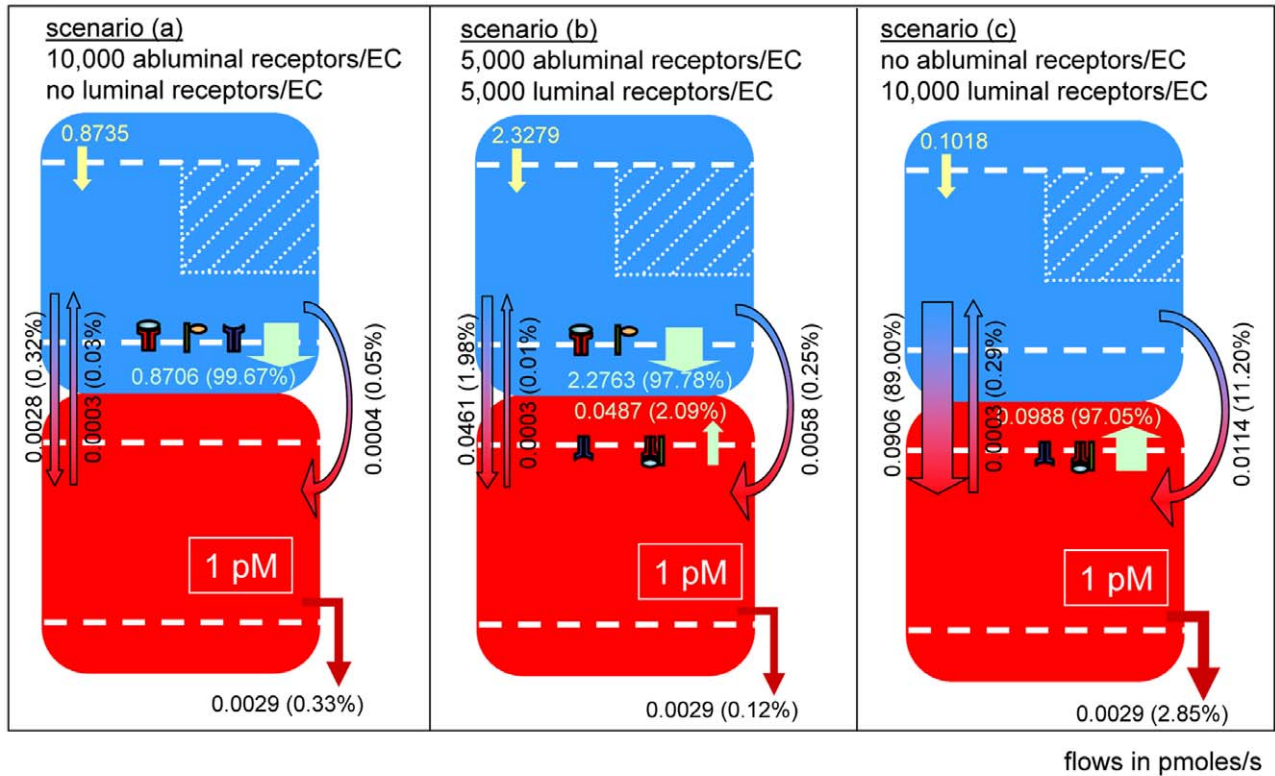 scenario (a)
10,000 abluminal receptors/EC
no luminal receptors/EC
0.8735
0.0028 (0.32%)
0.0003 (0.03%)
0.8706 (99.67%)
0.0004 (0.05%)
1 pM
0.0029 (0.33%)
scenario (b)
5,000 abluminal receptors/EC
5,000 luminal receptors/EC
2.3279
0.0461 (1.98%)
0.0003 (0.01%)
2.2763 (97.78%)
0.0487 (2.09%)
0.0058 (0.25%)
1 pM
0.0029 (0.12%)
scenario (c)
no abluminal receptors/EC
10,000 luminal receptors/EC
0.1018
0.0906 (89.00%)
0.0003 (0.29%)
0.0988 (97.05%)
0.0114 (11.20%)
1 pM
0.0029 (2.85%)
flows in pmoles/s